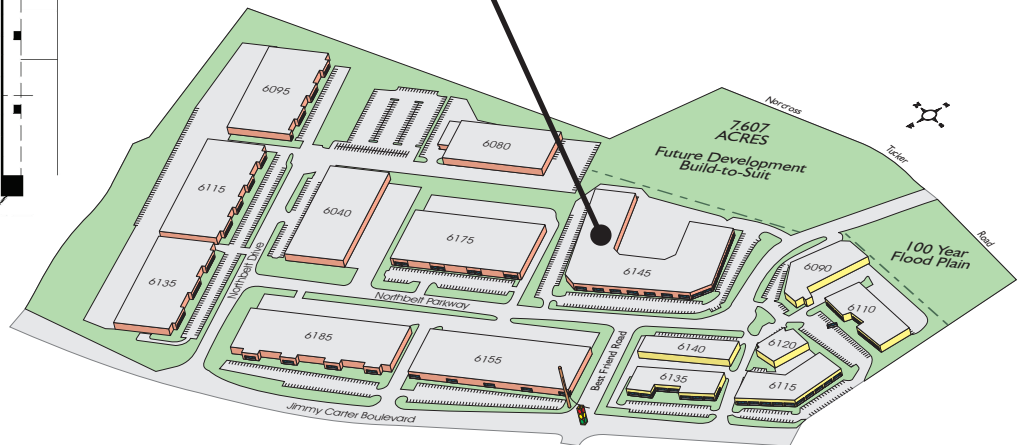 Norcross
7.607
ACRES
Future Development
Build-to-Suit
Tucker
Road
100 Year
Flood Plain
6095
6080
6115
6040
6175
6145
6135
Northbelt Drive
Northbelt Parkway
6090
6110
6185
6155
Best Friend Road
6140
6120
6135
6115
Jimmy Carter Boulevard